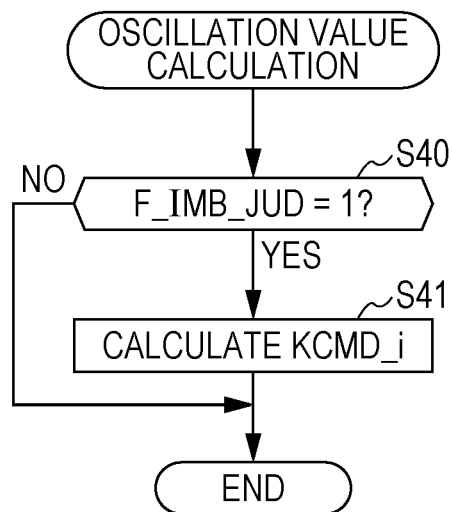 OSCILLATION VALUE
CALCULATION
S40
NO
F_IMB_JUD = 1?
YES
S41
CALCULATE KCMD_i
END